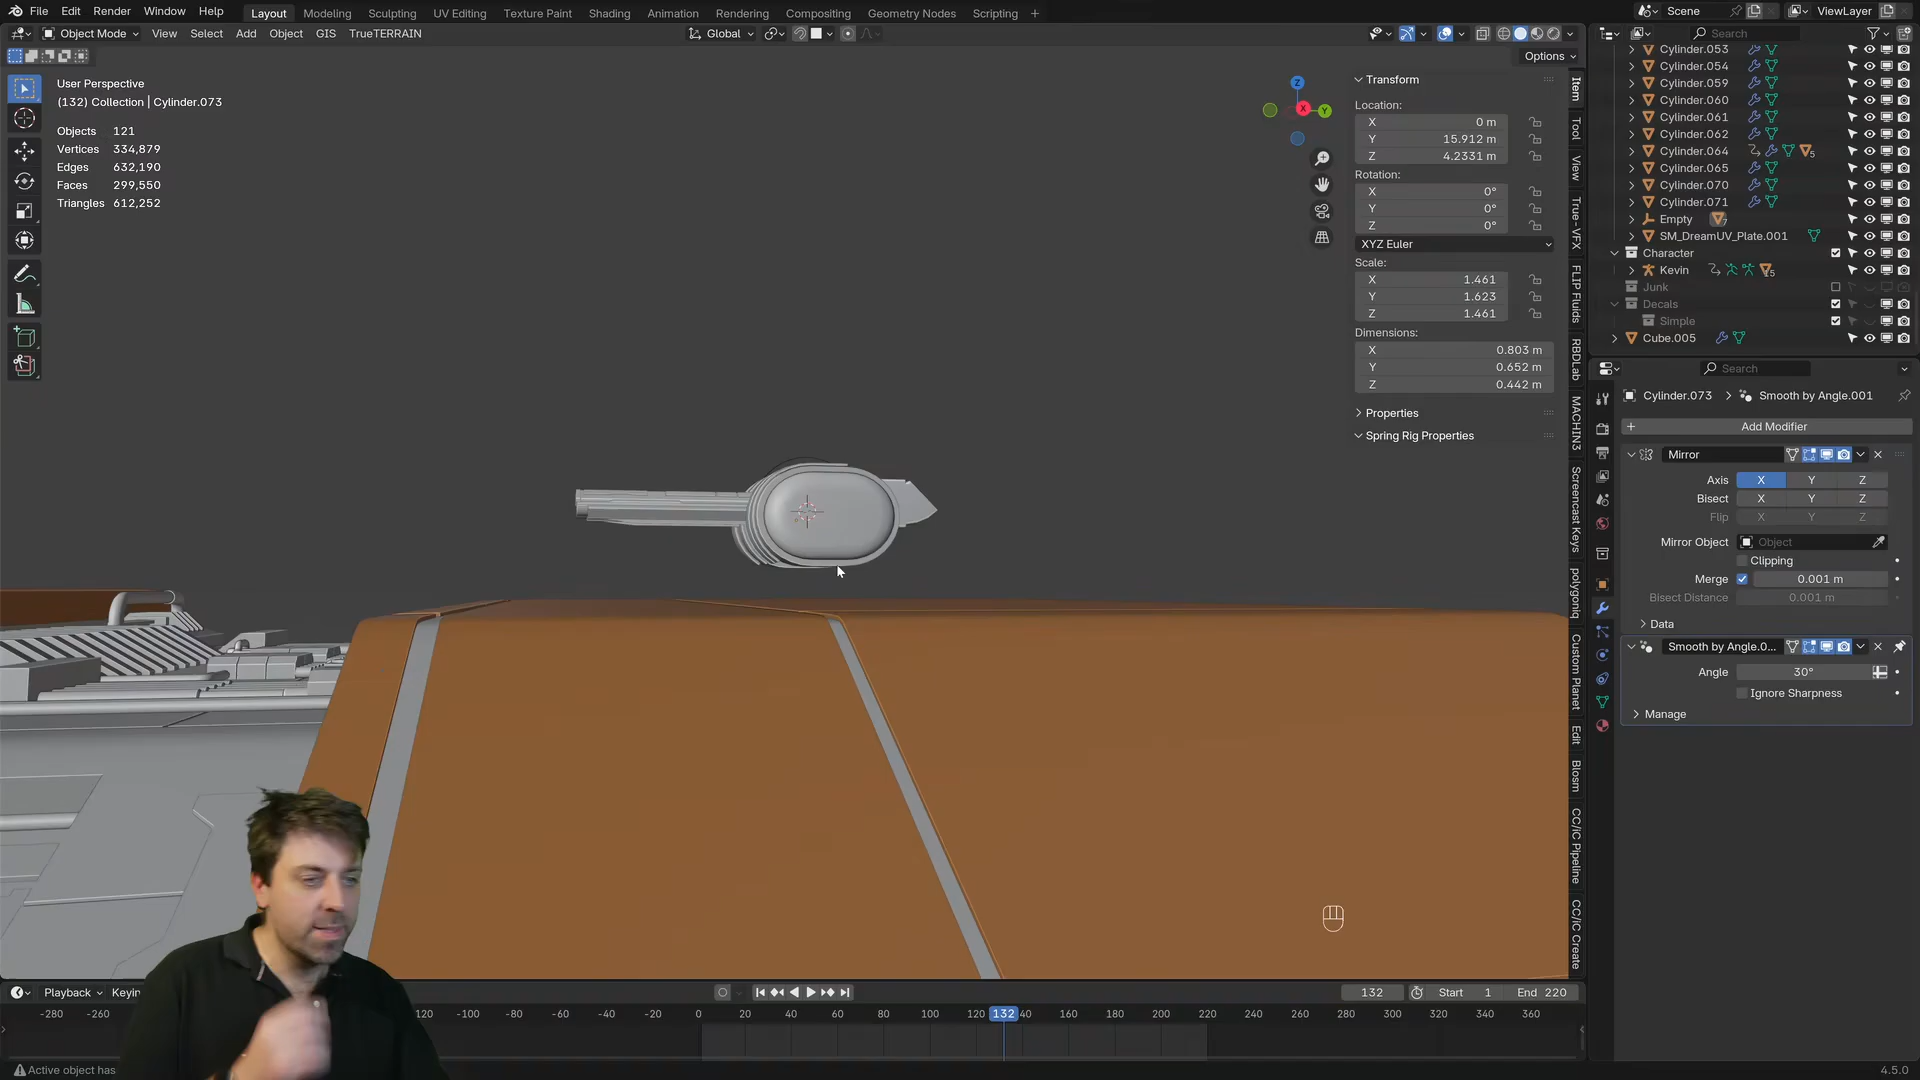 File Edit Render Window Help Layout Modeling Sculpting UV Editing Texture Paint Shading Animation Rendering Compositing Geometry Nodes Scripting + Scene ViewLayer
Object Mode View Select Add Object GIS TrueTERRAIN Global Search
Options
User Perspective
(132) Collection | Cylinder.073
Objects 121
Vertices 334,879
Edges 632,190
Faces 299,550
Triangles 612,252
Z
X
Y
Transform
Location:
X 0 m
Y 15.912 m
Z 4.2331 m
Rotation:
X 0°
Y 0°
Z 0°
XYZ Euler
Scale:
X 1.461
Y 1.623
Z 1.461
Dimensions:
X 0.803 m
Y 0.652 m
Z 0.442 m
Properties
Spring Rig Properties
Item
Tool
View
True-VFX
FLIP Fluids
RBDLab
MACHIN3
Screencast Keys
polygoniq
Custom Planet
Edit
Blosm
CC/iC Pipeline
CC/iC Create
Cylinder.053
Cylinder.054
Cylinder.059
Cylinder.060
Cylinder.061
Cylinder.062
Cylinder.064 5
Cylinder.065
Cylinder.070
Cylinder.071
Empty 7
SM_DreamUV_Plate.001
Character
Kevin 15
Junk
Decals
Simple
Cube.005
Search
Cylinder.073 > Smooth by Angle.001
+ Add Modifier
Mirror
Axis X Y Z
Bisect X Y Z
Flip X Y Z
Mirror Object Object
Clipping
Merge 0.001 m
Bisect Distance 0.001 m
Data
Smooth by Angle.0...
Angle 30°
Ignore Sharpness
Manage
Playback Keyin 132 Start 1 End 220
-280 -260 120 -100 -80 -60 -40 -20 0 20 40 60 80 100 120 132 40 160 180 200 220 240 260 280 300 320 340 360
Active object has
4.5.0